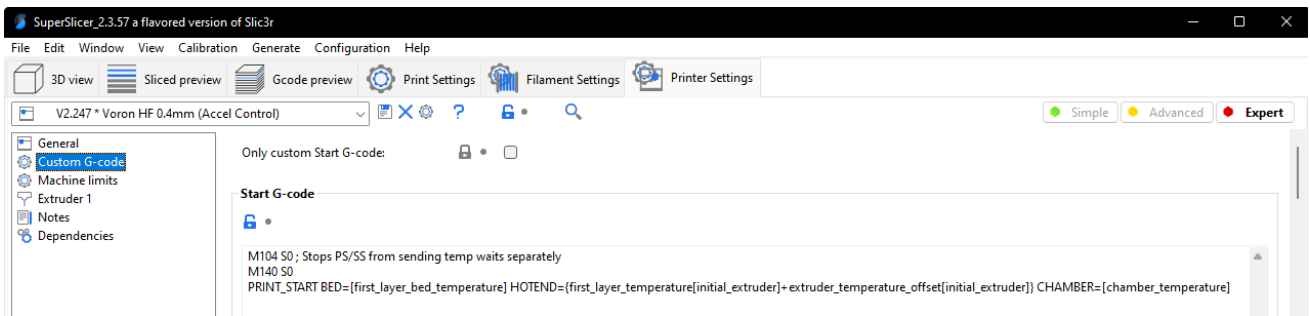 SuperSlicer_2.3.57 a flavored version of Slic3r
File Edit Window View Calibration Generate Configuration Help
3D view Sliced preview Gcode preview Print Settings Filament Settings Printer Settings
V2.247 * Voron HF 0.4mm (Accel Control) ? Simple Advanced Expert
General
Custom G-code
Machine limits
Extruder 1
Notes
Dependencies
Only custom Start G-code:
Start G-code
M104 S0 ; Stops PS/SS from sending temp waits separately
M140 S0
PRINT_START BED=[first_layer_bed_temperature] HOTEND={first_layer_temperature[initial_extruder]+extruder_temperature_offset[initial_extruder]} CHAMBER=[chamber_temperature]